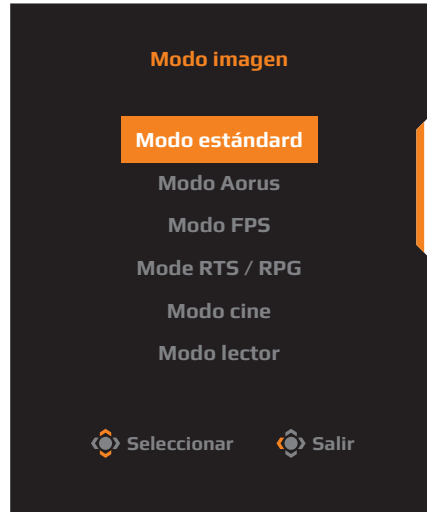 Modo imagen
Modo estándard
Modo Aorus
Modo FPS
Mode RTS / RPG
Modo cine
Modo lector
Seleccionar Salir